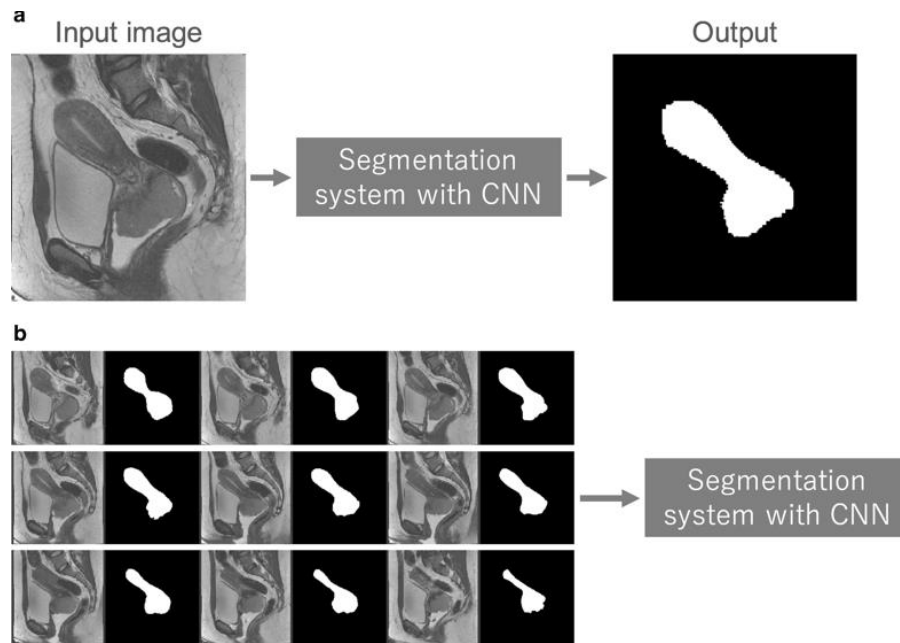 a
Input image
Output
Segmentation
system with CNN
b
Segmentation
system with CNN